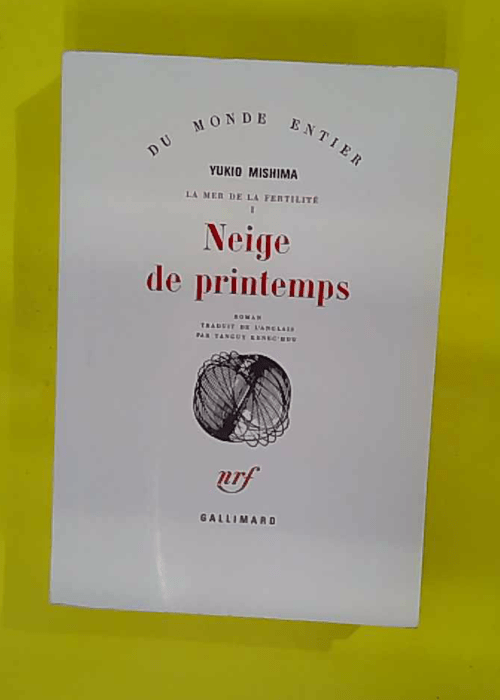 DU MONDE ENTIER
YUKIO MISHIMA
LA MER DE LA FERTILITÉ
I
Neige
de printemps
ROMAN
TRADUIT DE L'ANGLAIS
PAR TANGUY KENEC'HDU
nrf
GALLIMARD